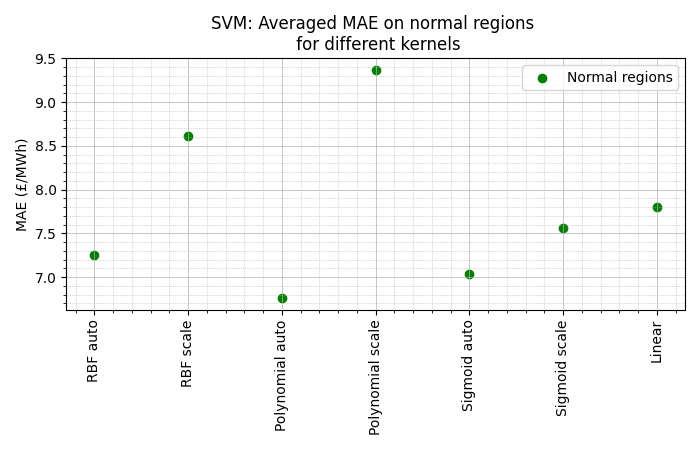 SVM: Averaged MAE on normal regions
for different kernels
Normal regions
MAE (£/MWh)
9.5
9.0
8.5
8.0
7.5
7.0
RBF auto
RBF scale
Polynomial auto
Polynomial scale
Sigmoid auto
Sigmoid scale
Linear